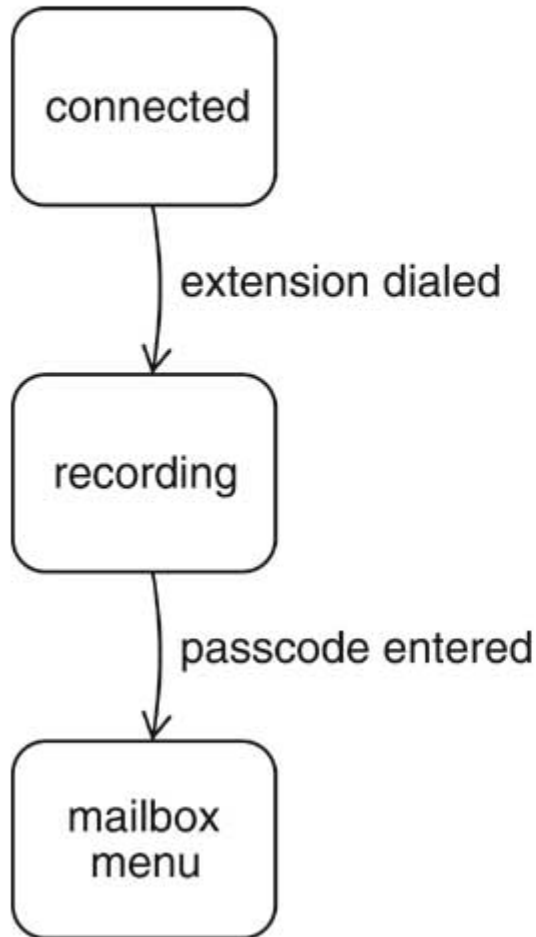 connected
extension dialed
recording
passcode entered
mailbox
menu